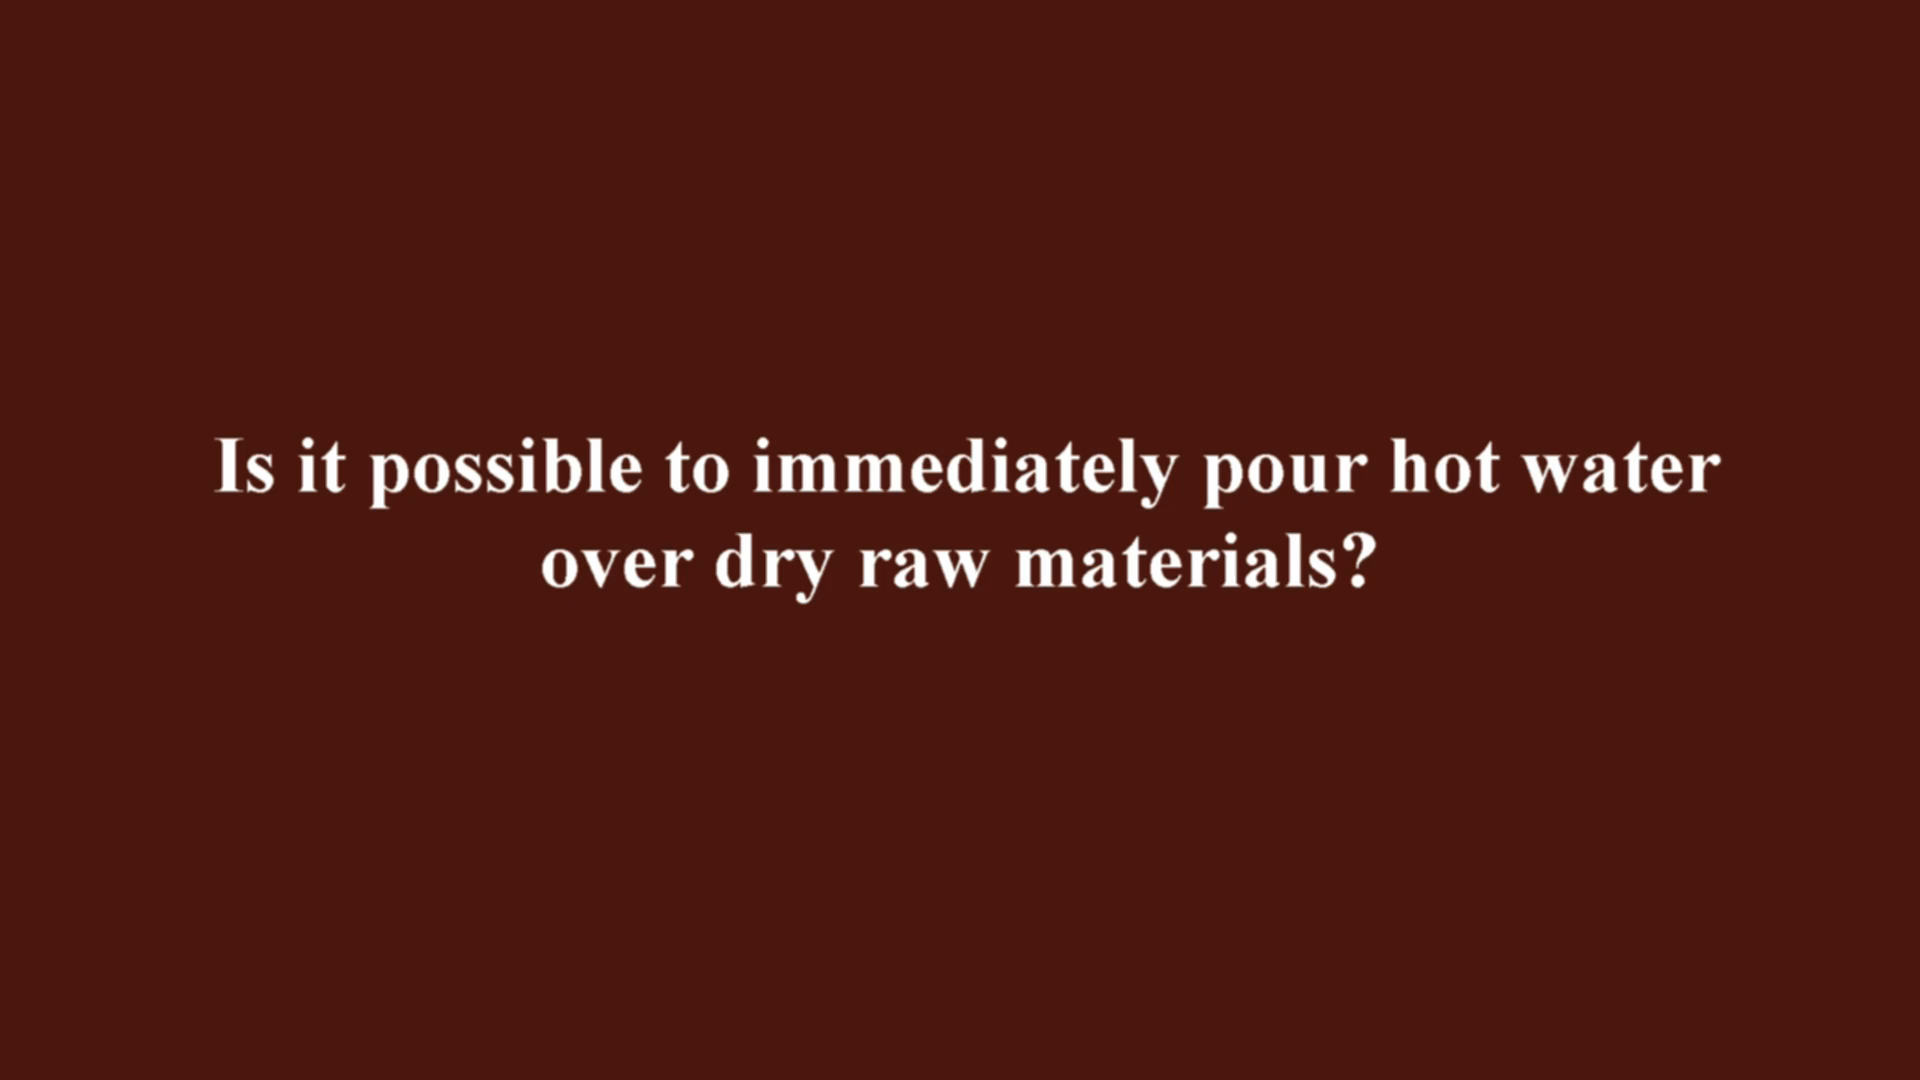 Is it possible to immediately pour hot water
over dry raw materials?